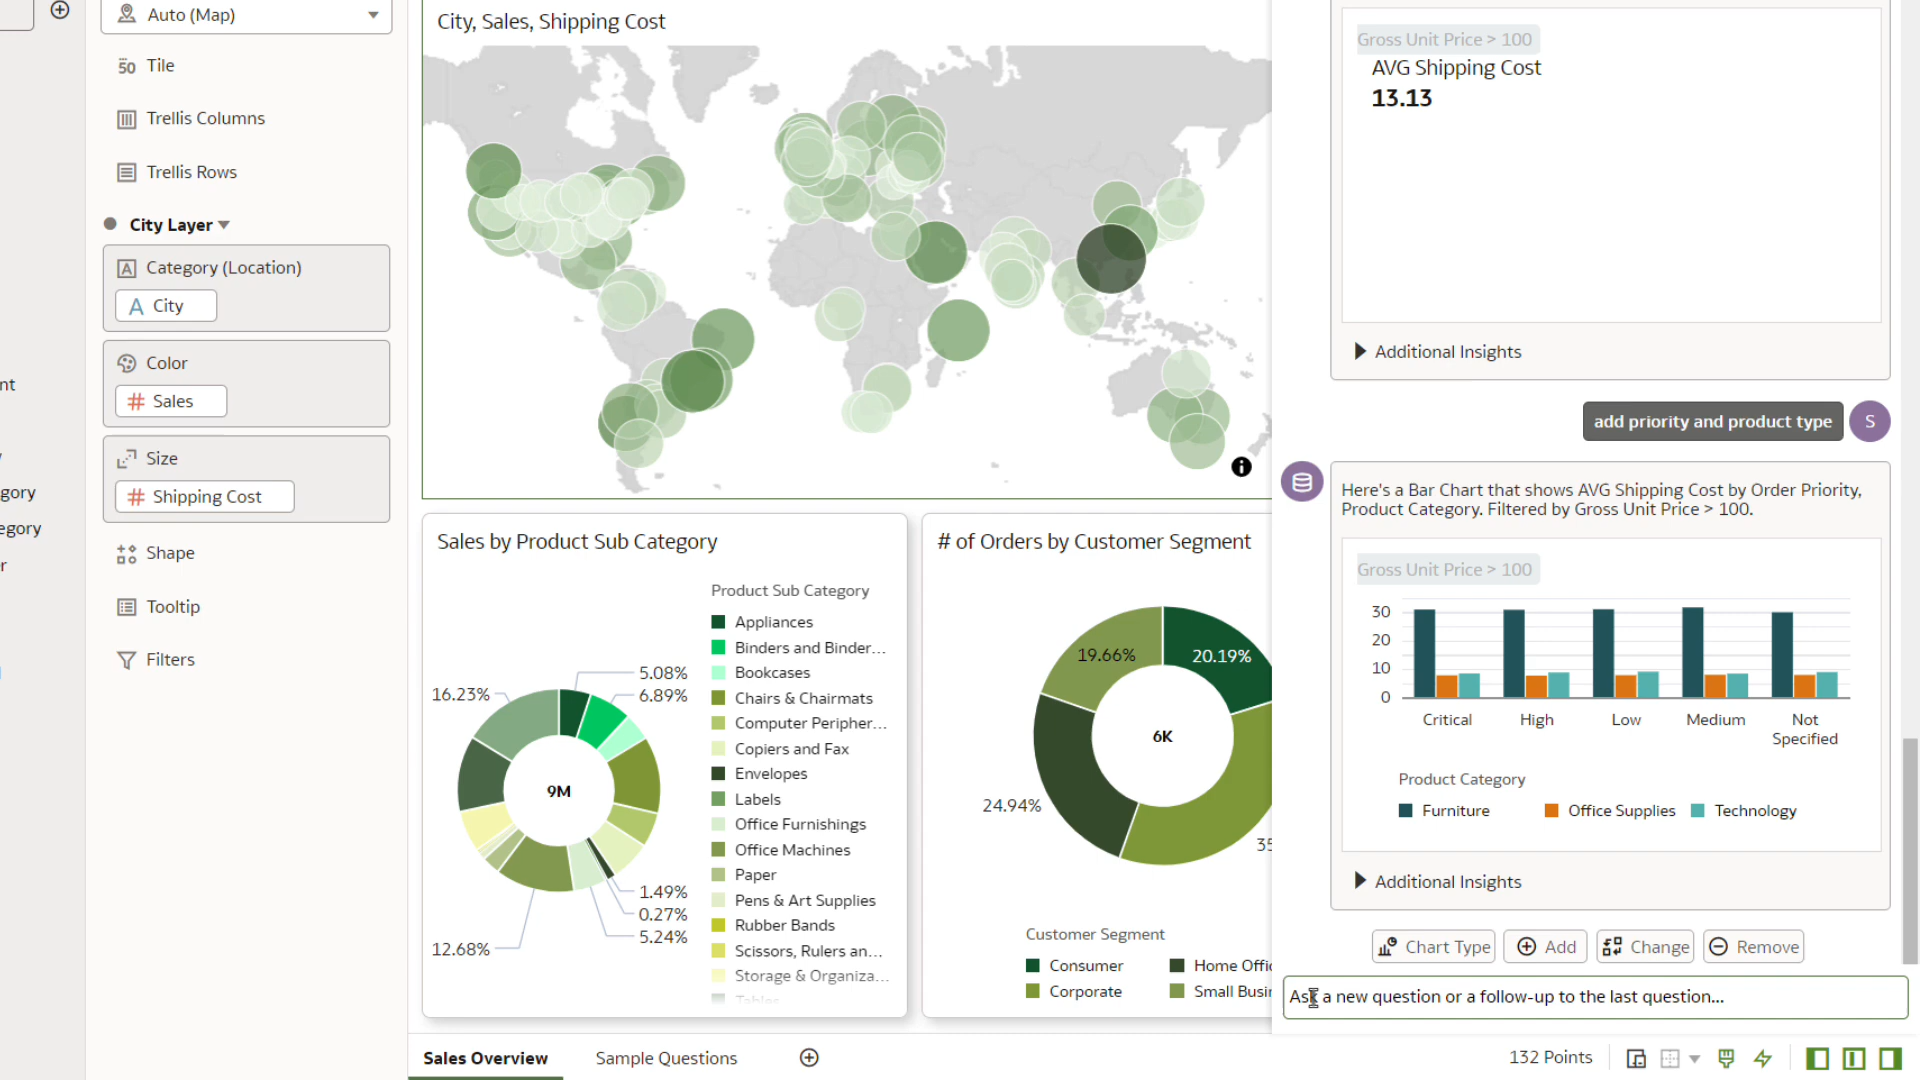 Auto (Map)
50 Tile
Trellis Columns
Trellis Rows
City Layer
Category (Location)
A City
Color
# Sales
Size
# Shipping Cost
Shape
Tooltip
Filters
nt
gory
egory
er
City, Sales, Shipping Cost
Sales by Product Sub Category
Product Sub Category
Appliances
Binders and Binder...
Bookcases
Chairs & Chairmats
Computer Peripher...
Copiers and Fax
Envelopes
Labels
Office Furnishings
Office Machines
Paper
Pens & Art Supplies
Rubber Bands
Scissors, Rulers an...
Storage & Organiza...
Tables
5.08%
6.89%
16.23%
9M
1.49%
0.27%
5.24%
12.68%
# of Orders by Customer Segment
19.66%
20.19%
6K
24.94%
35
Customer Segment
Consumer
Home Offic
Corporate
Small Busin
Gross Unit Price > 100
AVG Shipping Cost
13.13
Additional Insights
add priority and product type
S
Here's a Bar Chart that shows AVG Shipping Cost by Order Priority,
Product Category. Filtered by Gross Unit Price > 100.
Gross Unit Price > 100
30
20
10
0
Critical
High
Low
Medium
Not
Specified
Product Category
Furniture
Office Supplies
Technology
Additional Insights
Chart Type
Add
Change
Remove
Ask a new question or a follow-up to the last question...
Sales Overview
Sample Questions
132 Points